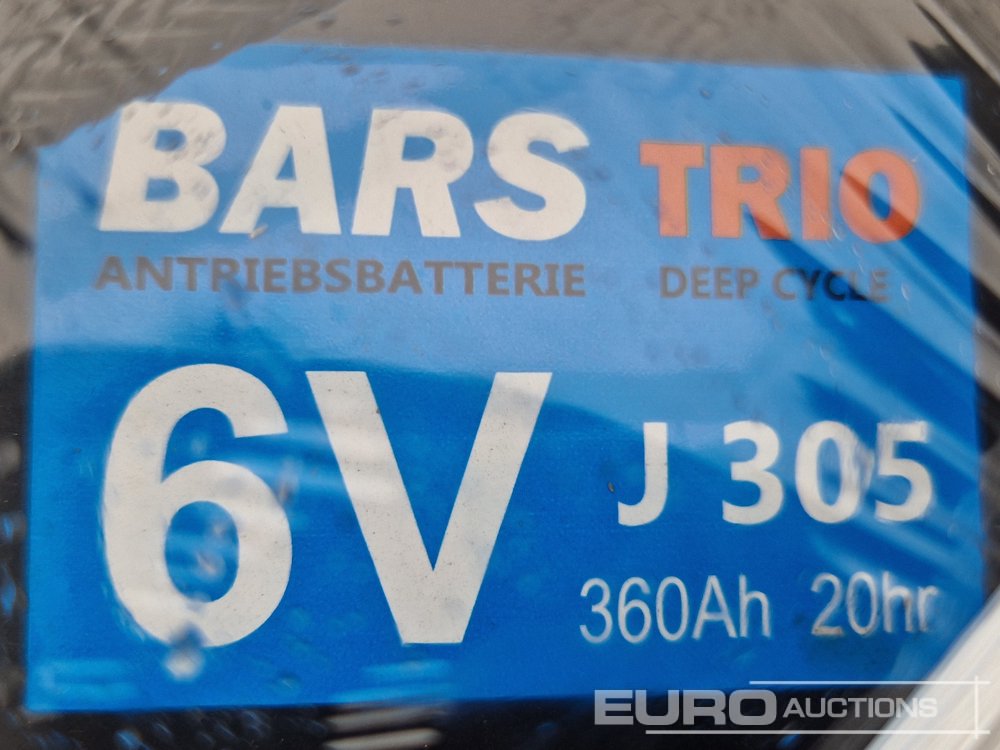 BARS TRIO
ANTRIEBSBATTERIE DEEP CYCLE
6V J 305
360Ah 20hr
EURO AUCTIONS